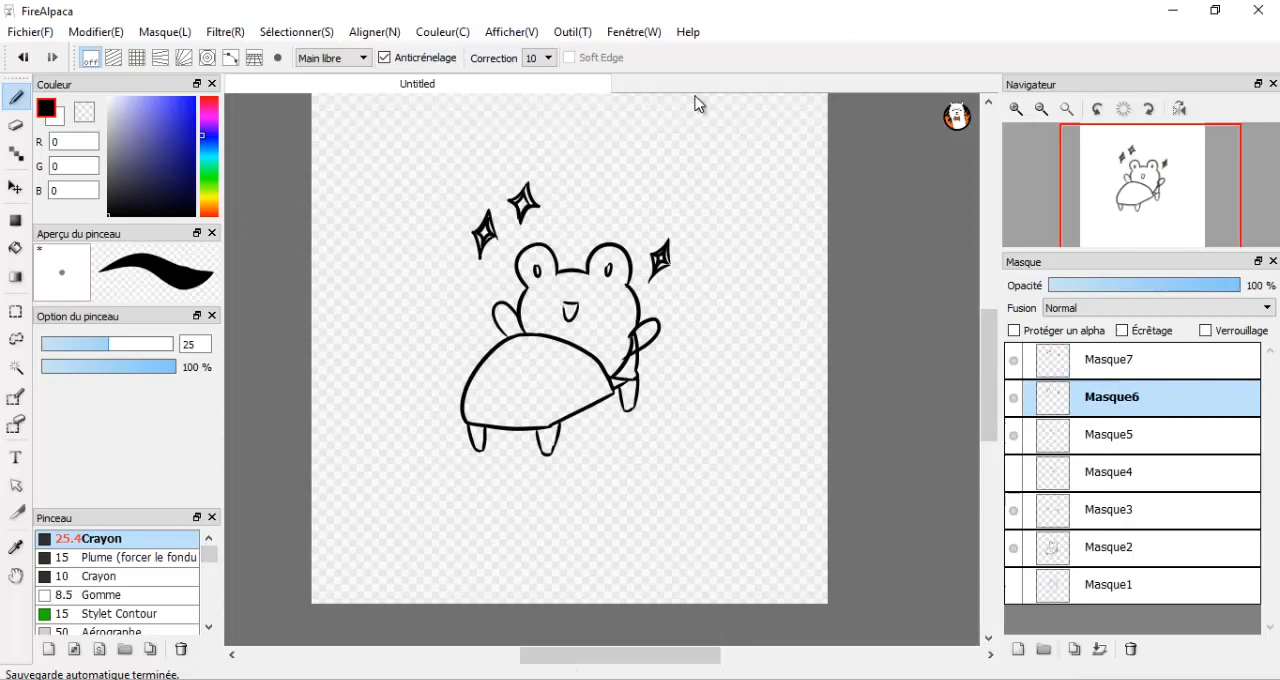 FireAlpaca
Fichier(F) Modifier(E) Masque(L) Filtre(R) Sélectionner(S) Aligner(N) Couleur(C) Afficher(V) Outil(T) Fenêtre(W) Help
off Main libre Anticrénelage Correction 10 Soft Edge
Couleur
Untitled
Navigateur
R 0
G 0
B 0
Aperçu du pinceau
*
Masque
Opacité 100 %
Fusion Normal
Protéger un alpha Écrêtage Verrouillage
Option du pinceau
25
100 %
Masque7
Masque6
Masque5
Masque4
Masque3
Masque2
Masque1
T
Pinceau
25.4 Crayon
15 Plume (forcer le fondu
10 Crayon
8.5 Gomme
15 Stylet Contour
50 Aérographe
Sauvegarde automatique terminée.